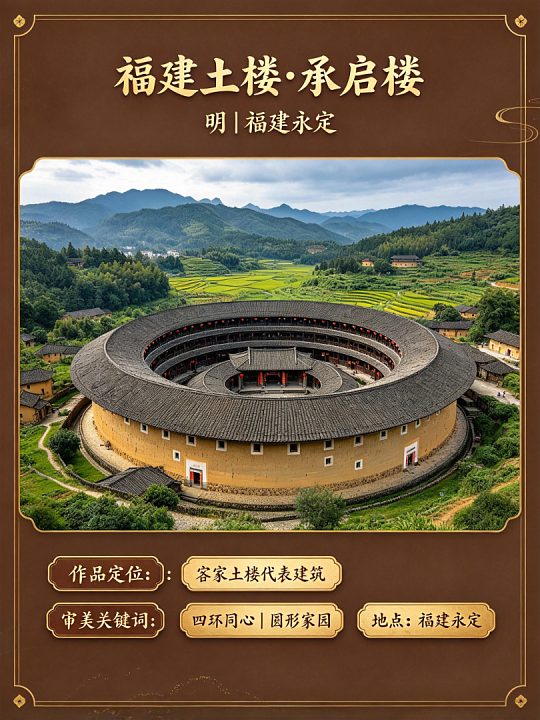 福建土楼·承启楼
明 | 福建永定
作品定位： : 客家土楼代表建筑
审美关键词: 四环同心 | 圆形家园 地点: 福建永定